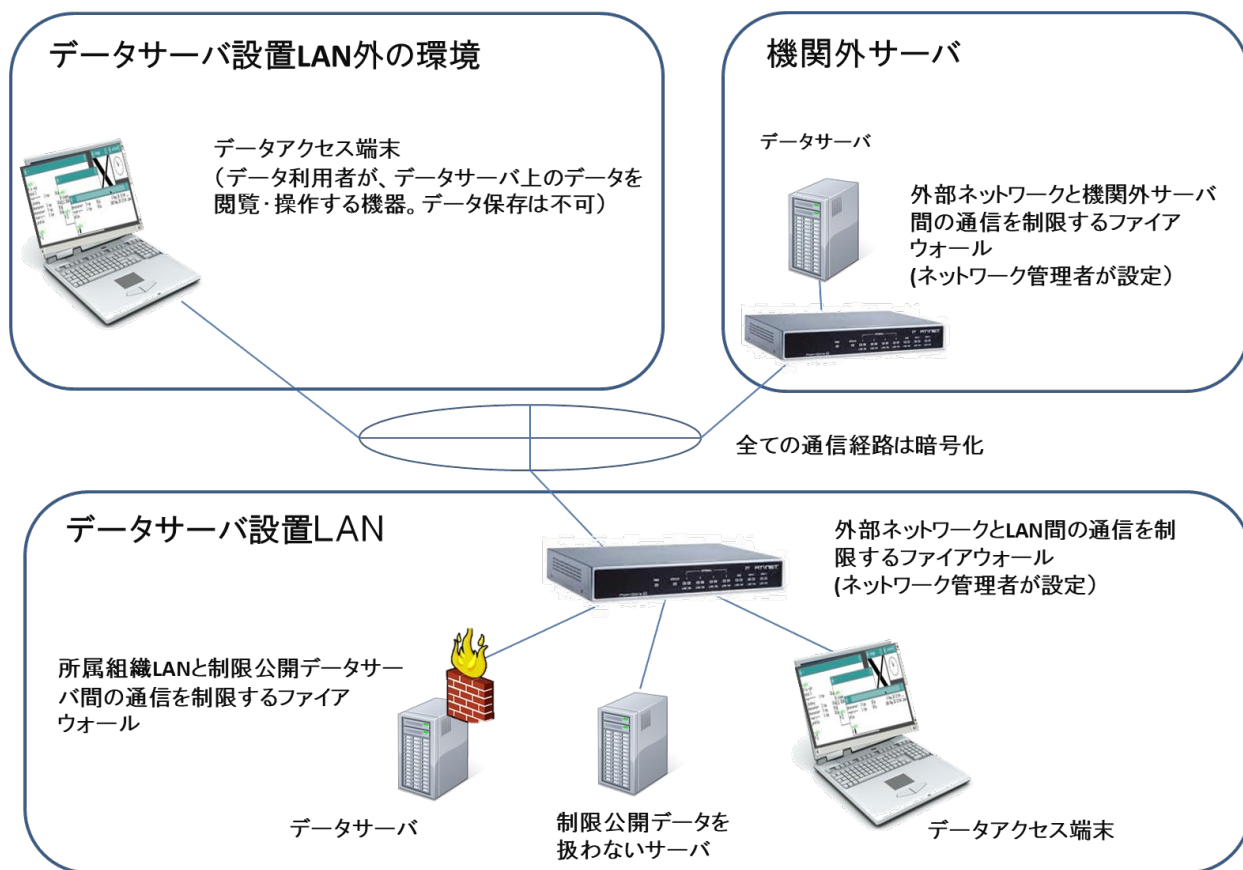 データサーバ設置LAN外の環境
データアクセス端末
（データ利用者が、データサーバ上のデータを
閲覧・操作する機器。データ保存は不可）
機関外サーバ
データサーバ
外部ネットワークと機関外サーバ
間の通信を制限するファイア
ウォール
(ネットワーク管理者が設定）
全ての通信経路は暗号化
データサーバ設置LAN
外部ネットワークとLAN間の通信を制
限するファイアウォール
(ネットワーク管理者が設定）
所属組織LANと制限公開データサー
バ間の通信を制限するファイア
ウォール
データサーバ
制限公開データを
扱わないサーバ
データアクセス端末